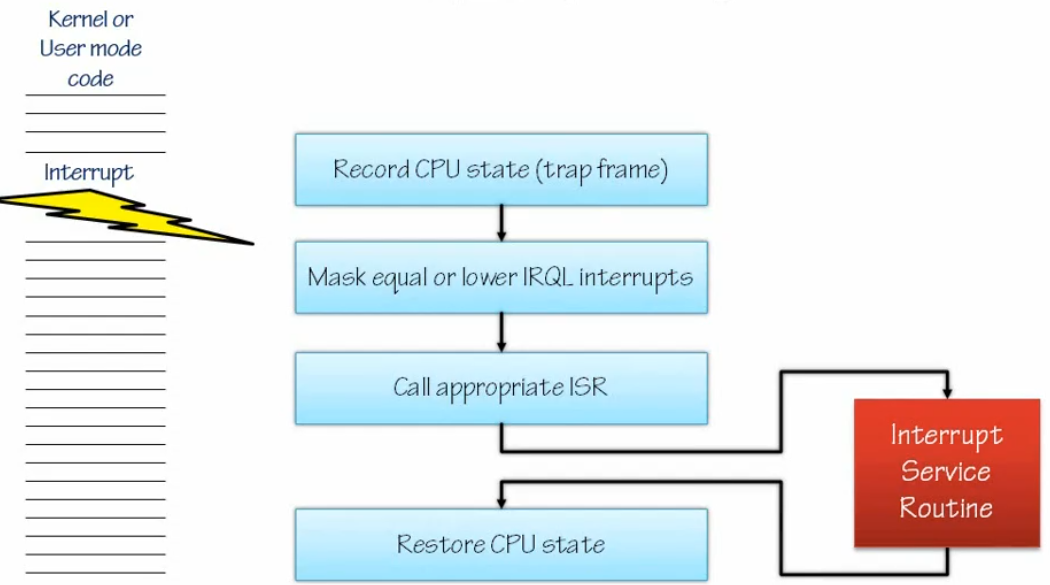 Kernel or
User mode
code
Interrupt
Record CPU state (trap frame)
Mask equal or lower IRQL interrupts
Call appropriate ISR
Interrupt
Service
Routine
Restore CPU state